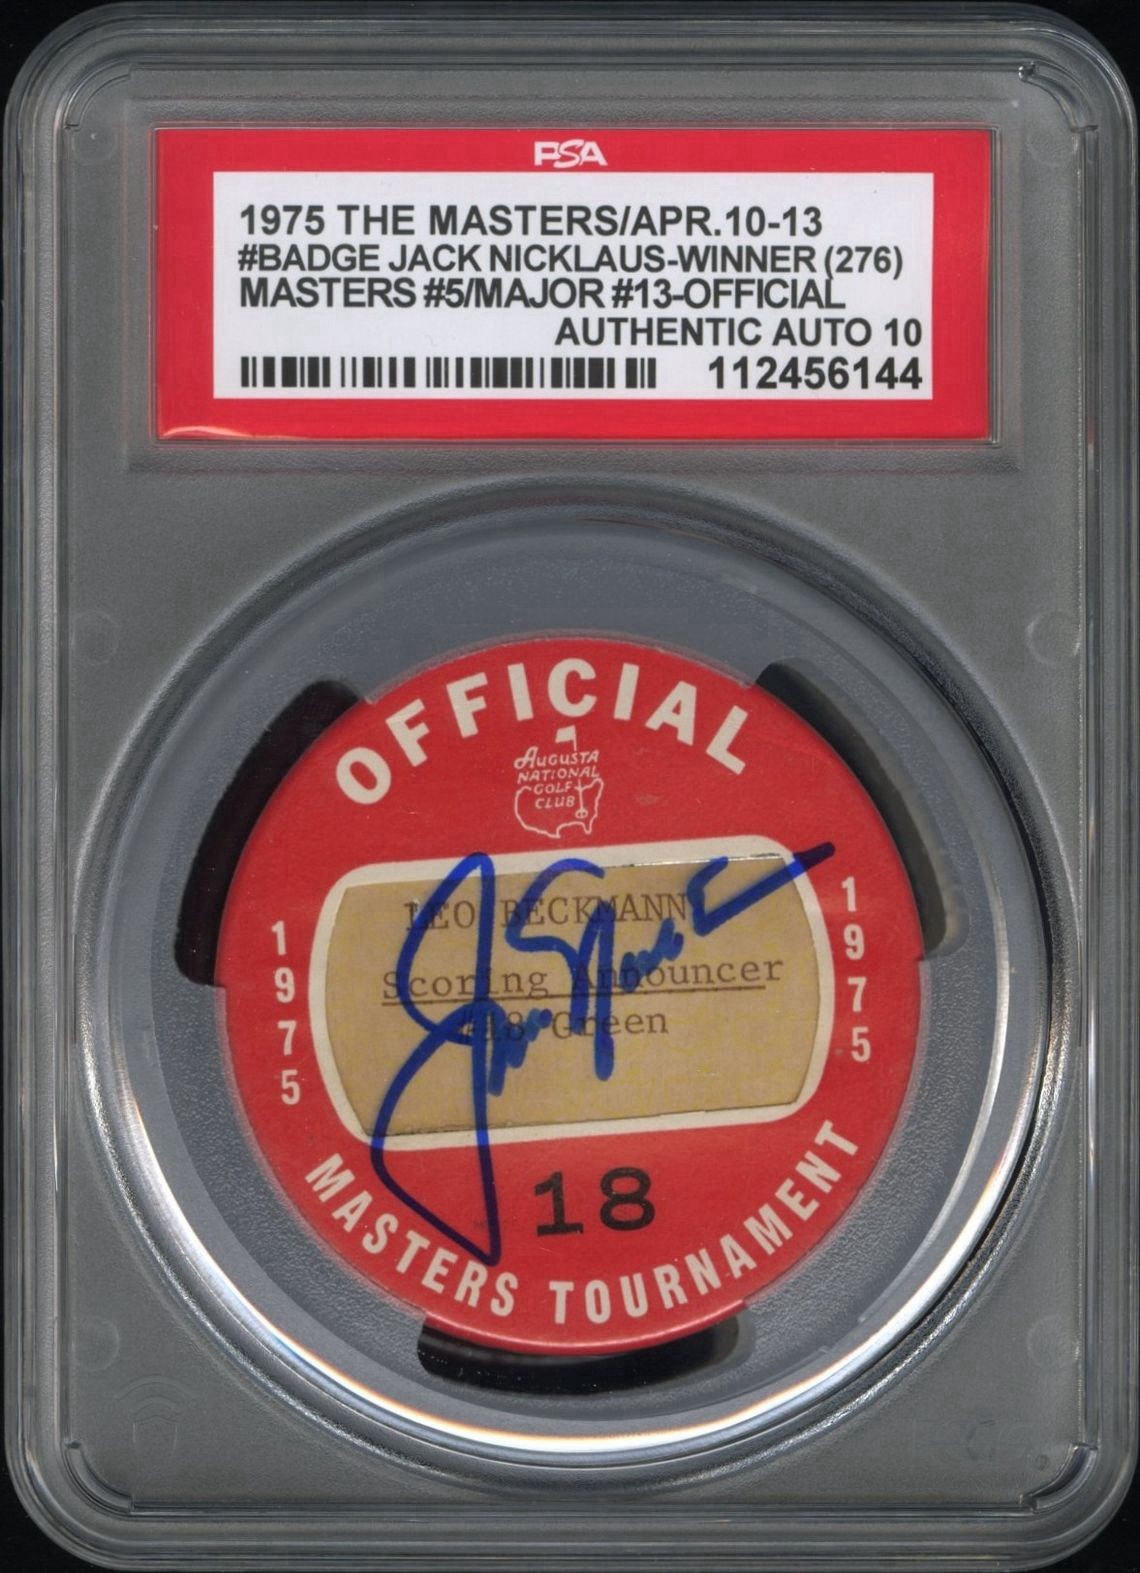 PSA
1975 THE MASTERS/APR.10-13
#BADGE JACK NICKLAUS-WINNER (276)
MASTERS #5/MAJOR #13-OFFICIAL
AUTHENTIC AUTO 10
112456144
OFFICIAL
AUGUSTA
NATIONAL
GOLF
CLUB
1975
1975
LEO BECKMANN
Scoring Announcer
#18 Green
18
MASTERS TOURNAMENT